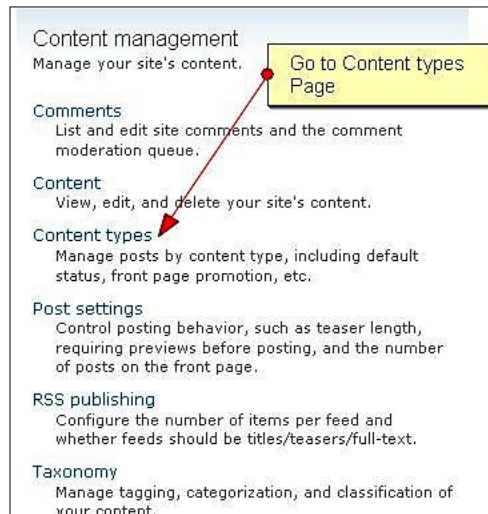 Content management
Manage your site's content.
Go to Content types
Page
Comments
List and edit site comments and the comment
moderation queue.
Content
View, edit, and delete your site's content.
Content types
Manage posts by content type, including default
status, front page promotion, etc.
Post settings
Control posting behavior, such as teaser length,
requiring previews before posting, and the number
of posts on the front page.
RSS publishing
Configure the number of items per feed and
whether feeds should be titles/teasers/full-text.
Taxonomy
Manage tagging, categorization, and classification of
your content.